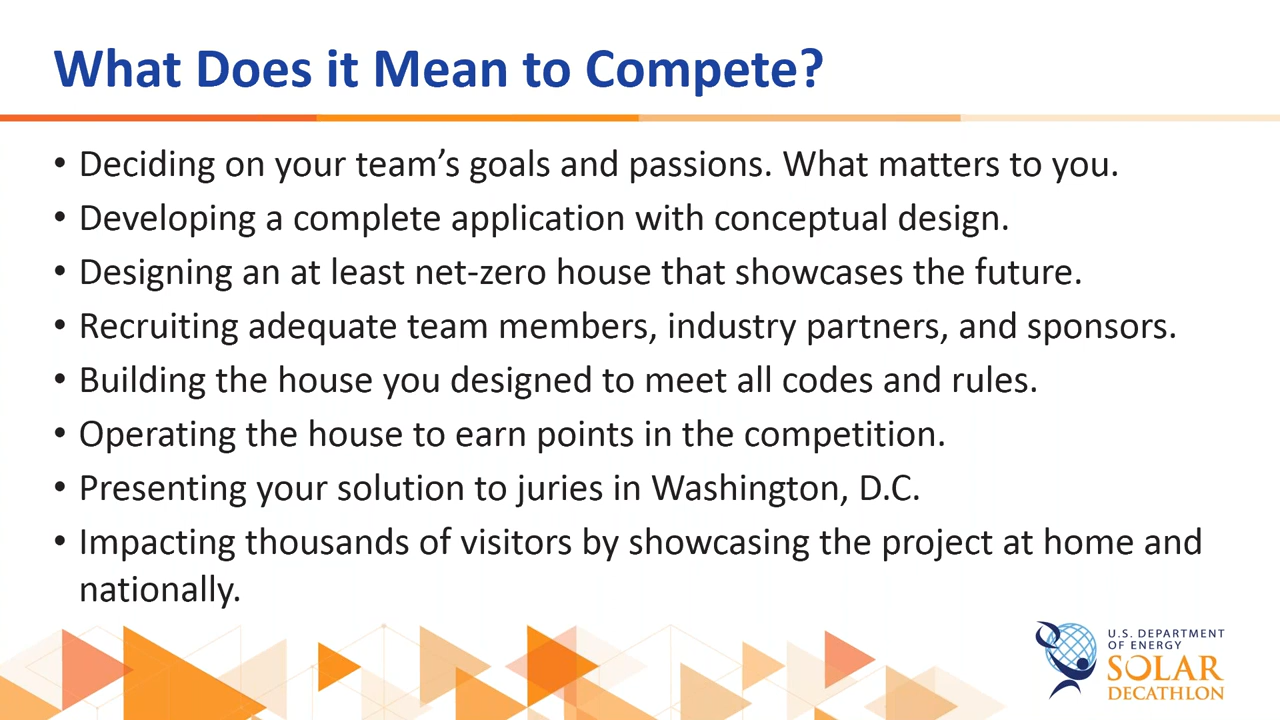 What Does it Mean to Compete?
• Deciding on your team’s goals and passions. What matters to you.
• Developing a complete application with conceptual design.
• Designing an at least net-zero house that showcases the future.
• Recruiting adequate team members, industry partners, and sponsors.
• Building the house you designed to meet all codes and rules.
• Operating the house to earn points in the competition.
• Presenting your solution to juries in Washington, D.C.
• Impacting thousands of visitors by showcasing the project at home and
nationally.
U.S. DEPARTMENT
OF ENERGY
SOLAR
DECATHLON